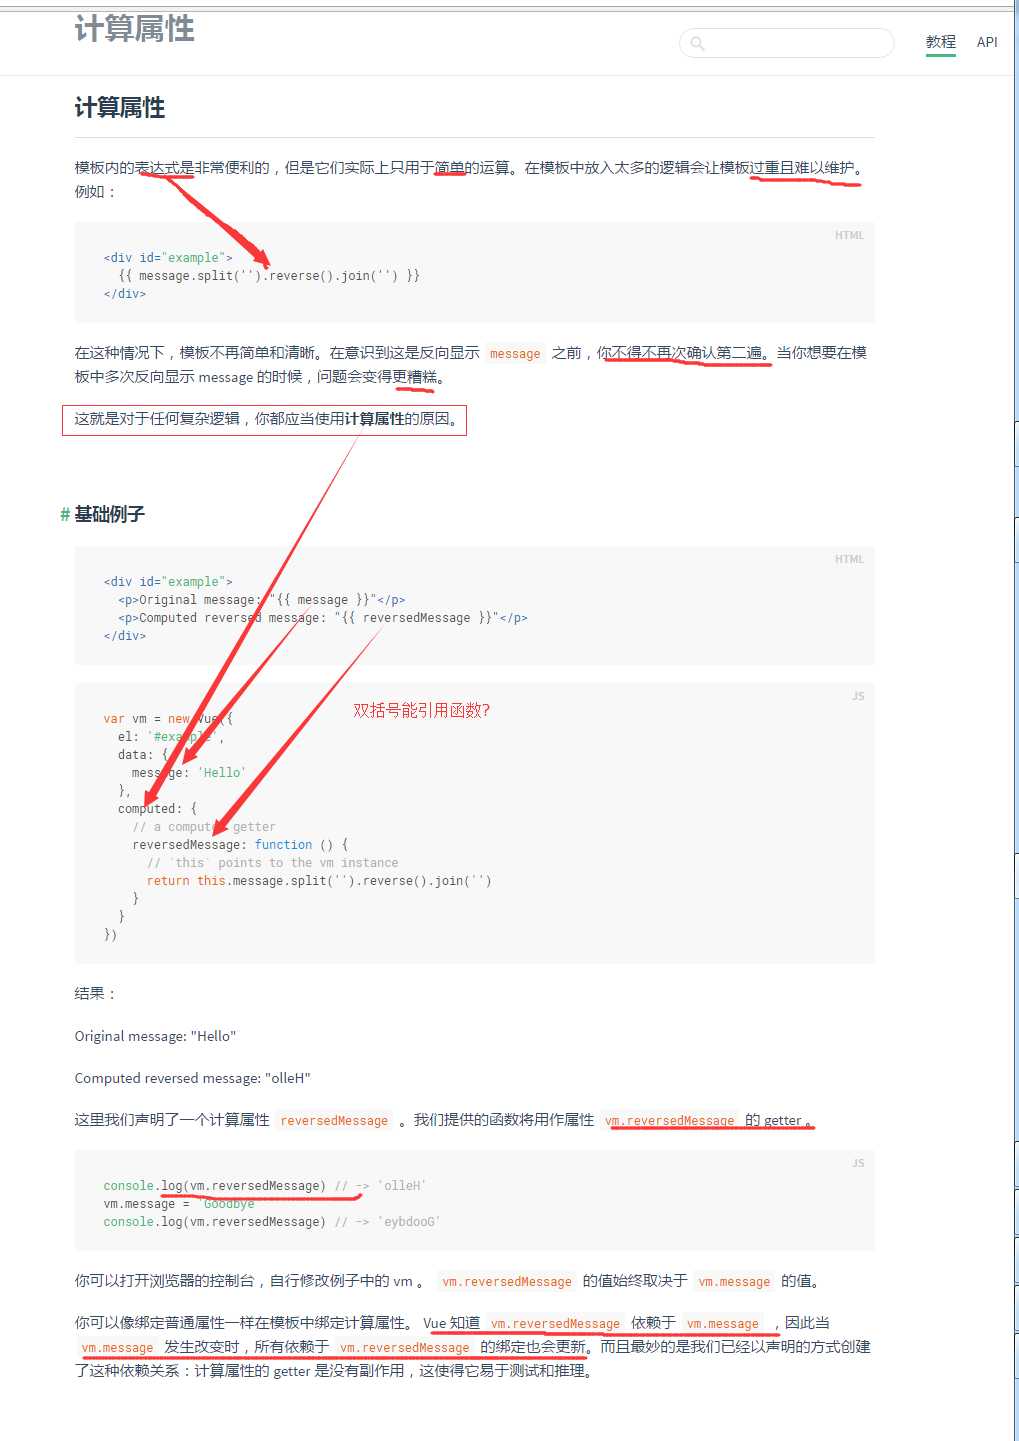 计算属性
教程 API
计算属性
模板内的表达式是非常便利的，但是它们实际上只用于简单的运算。在模板中放入太多的逻辑会让模板过重且难以维护。
例如：
HTML
<div id="example">
{{ message.split('').reverse().join('') }}
</div>
在这种情况下，模板不再简单和清晰。在意识到这是反向显示 message 之前，你不得不再次确认第二遍。当你想要在模
板中多次反向显示 message 的时候，问题会变得更糟糕。
这就是对于任何复杂逻辑，你都应当使用计算属性的原因。
# 基础例子
HTML
<div id="example">
<p>Original message: "{{ message }}"</p>
<p>Computed reversed message: "{{ reversedMessage }}"</p>
</div>
JS
双括号能引用函数?
var vm = new Vue({
el: '#example',
data: {
message: 'Hello'
},
computed: {
// a computed getter
reversedMessage: function () {
// `this` points to the vm instance
return this.message.split('').reverse().join('')
}
}
})
结果：
Original message: "Hello"
Computed reversed message: "olleH"
这里我们声明了一个计算属性 reversedMessage 。我们提供的函数将用作属性 vm.reversedMessage 的 getter 。
JS
console.log(vm.reversedMessage) // -> 'olleH'
vm.message = 'Goodbye'
console.log(vm.reversedMessage) // -> 'eybdooG'
你可以打开浏览器的控制台，自行修改例子中的 vm 。 vm.reversedMessage 的值始终取决于 vm.message 的值。
你可以像绑定普通属性一样在模板中绑定计算属性。 Vue 知道 vm.reversedMessage 依赖于 vm.message ，因此当
vm.message 发生改变时，所有依赖于 vm.reversedMessage 的绑定也会更新。而且最妙的是我们已经以声明的方式创建
了这种依赖关系：计算属性的 getter 是没有副作用，这使得它易于测试和推理。